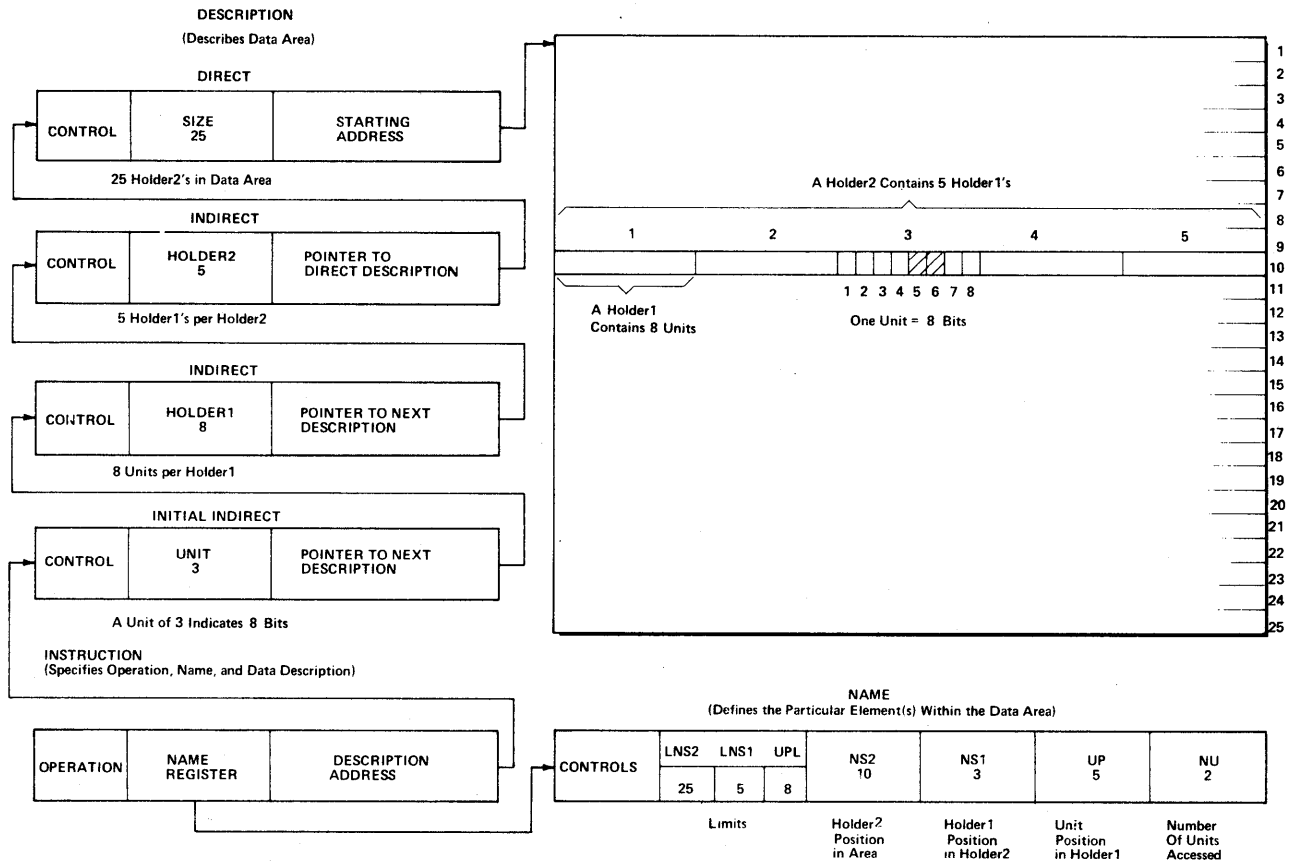 DESCRIPTION
(Describes Data Area)
DIRECT
CONTROL
SIZE
25
STARTING
ADDRESS
25 Holder2's in Data Area
INDIRECT
CONTROL
HOLDER2
5
POINTER TO
DIRECT DESCRIPTION
5 Holder1's per Holder2
INDIRECT
CONTROL
HOLDER1
8
POINTER TO NEXT
DESCRIPTION
8 Units per Holder1
INITIAL INDIRECT
CONTROL
UNIT
3
POINTER TO NEXT
DESCRIPTION
A Unit of 3 Indicates 8 Bits
INSTRUCTION
(Specifies Operation, Name, and Data Description)
OPERATION
NAME
REGISTER
DESCRIPTION
ADDRESS
A Holder2 Contains 5 Holder1's
1 2 3 4 5
1 2 3 4 5 6 7 8
A Holder1
Contains 8 Units
One Unit = 8 Bits
1
2
3
4
5
6
7
8
9
10
11
12
13
14
15
16
17
18
19
20
21
22
23
24
25
NAME
(Defines the Particular Element(s) Within the Data Area)
CONTROLS
LNS2 LNS1 UPL
25 5 8
NS2
10
NS1
3
UP
5
NU
2
Limits
Holder2
Position
in Area
Holder1
Position
in Holder2
Unit
Position
in Holder1
Number
Of Units
Accessed